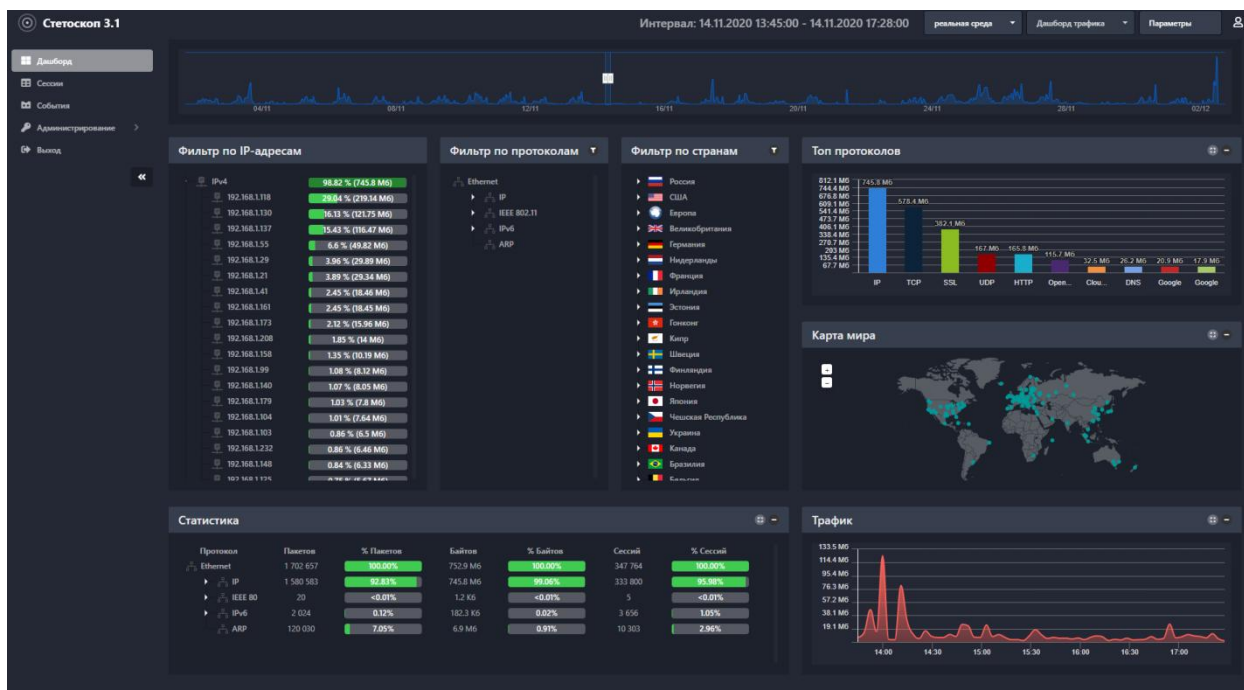 Стетоскоп 3.1
Интервал: 14.11.2020 13:45:00 - 14.11.2020 17:28:00
реальная среда
Дашборд трафика
Параметры
Дашборд
Сессии
События
Администрирование
Выход
04/11 08/11 12/11 16/11 20/11 24/11 28/11 02/12
Фильтр по IP-адресам
IPv4 98.82 % (745.8 Мб)
192.168.1.118 29.04 % (219.14 Мб)
192.168.1.130 16.13 % (121.75 Мб)
192.168.1.137 15.43 % (116.47 Мб)
192.168.1.55 6.6 % (49.82 Мб)
192.168.1.29 3.96 % (29.89 Мб)
192.168.1.21 3.89 % (29.34 Мб)
192.168.1.41 2.45 % (18.46 Мб)
192.168.1.161 2.45 % (18.45 Мб)
192.168.1.173 2.12 % (15.96 Мб)
192.168.1.208 1.85 % (14 Мб)
192.168.1.158 1.35 % (10.19 Мб)
192.168.1.99 1.08 % (8.12 Мб)
192.168.1.140 1.07 % (8.05 Мб)
192.168.1.179 1.03 % (7.8 Мб)
192.168.1.104 1.01 % (7.64 Мб)
192.168.1.103 0.86 % (6.5 Мб)
192.168.1.232 0.86 % (6.46 Мб)
192.168.1.148 0.84 % (6.33 Мб)
192.168.1.125 0.75 % (5.67 Мб)
Фильтр по протоколам
Ethernet
IP
IEEE 802.11
IPv6
ARP
Фильтр по странам
Россия
США
Европа
Великобритания
Германия
Нидерланды
Франция
Ирландия
Эстония
Гонконг
Кипр
Швеция
Финляндия
Норвегия
Япония
Чешская Республика
Украина
Канада
Бразилия
Бельгия
Топ протоколов
812.1 Мб
744.4 Мб
676.8 Мб
609.1 Мб
541.4 Мб
473.7 Мб
406.1 Мб
338.4 Мб
270.7 Мб
203 Мб
135.4 Мб
67.7 Мб
745.8 Мб 578.4 Мб 382.1 Мб 167 Мб 165.8 Мб 115.7 Мб 32.5 Мб 26.2 Мб 20.9 Мб 17.9 Мб
IP TCP SSL UDP HTTP Open... Clou... DNS Google Google
Карта мира
Статистика
Протокол Пакетов % Пакетов Байтов % Байтов Сессий % Сессий
Ethernet 1 702 657 100.00% 752.9 Мб 100.00% 347 764 100.00%
IP 1 580 583 92.83% 745.8 Мб 99.06% 333 800 95.98%
IEEE 80 20 <0.01% 1.2 Кб <0.01% 5 <0.01%
IPv6 2 024 0.12% 182.3 Кб 0.02% 3 656 1.05%
ARP 120 030 7.05% 6.9 Мб 0.91% 10 303 2.96%
Трафик
133.5 Мб
114.4 Мб
95.4 Мб
76.3 Мб
57.2 Мб
38.1 Мб
19.1 Мб
14:00 14:30 15:00 15:30 16:00 16:30 17:00